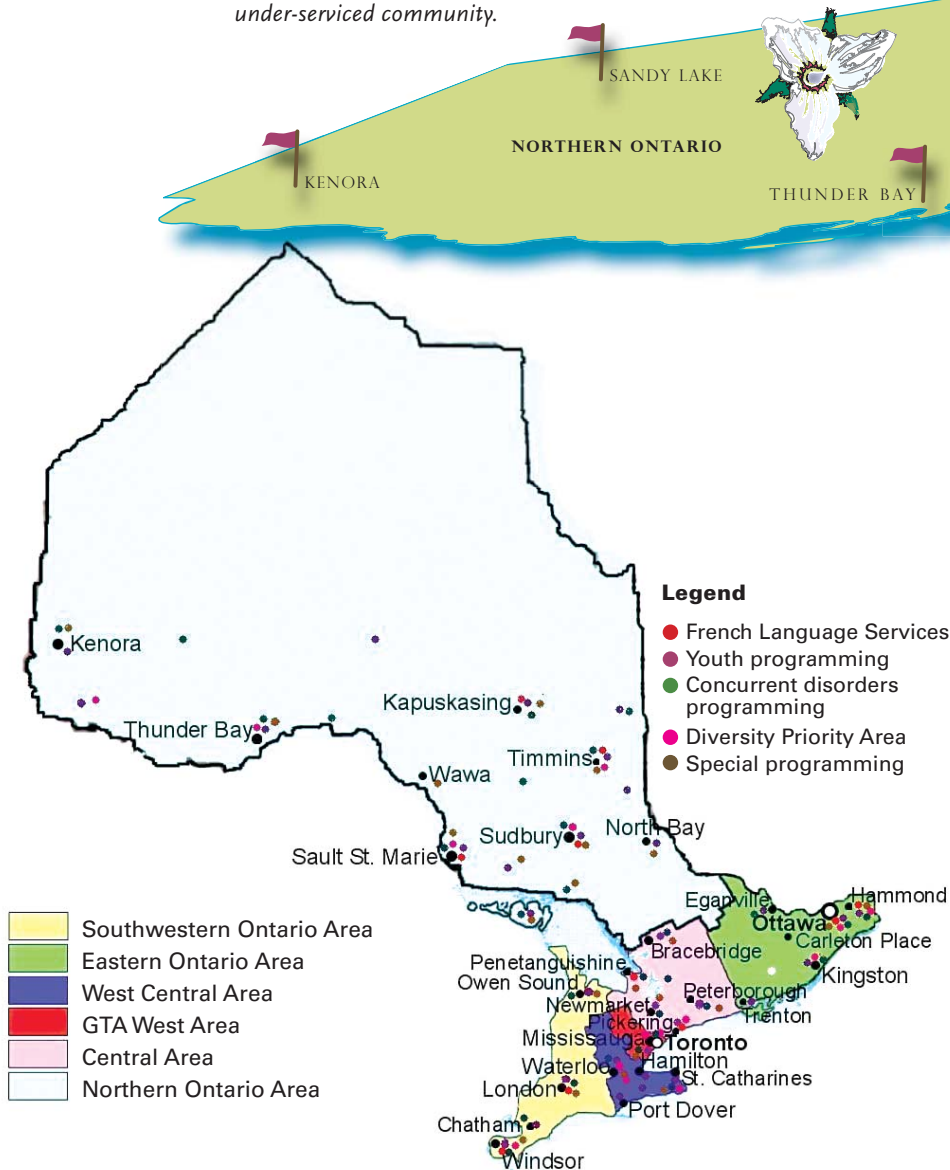 under-serviced community.
SANDY LAKE
NORTHERN ONTARIO
KENORA
THUNDER BAY
Legend
French Language Services
Youth programming
Concurrent disorders
programming
Diversity Priority Area
Special programming
Kenora
Kapuskasing
Thunder Bay
Timmins
Wawa
Sudbury
North Bay
Sault St. Marie
Eganville
Hammond
Ottawa
Carleton Place
Bracebridge
Penetanguishine
Kingston
Owen Sound
Peterborough
Newmarket
Trenton
Pickering
Mississauga
Toronto
Hamilton
Waterloo
St. Catharines
London
Port Dover
Chatham
Windsor
Southwestern Ontario Area
Eastern Ontario Area
West Central Area
GTA West Area
Central Area
Northern Ontario Area